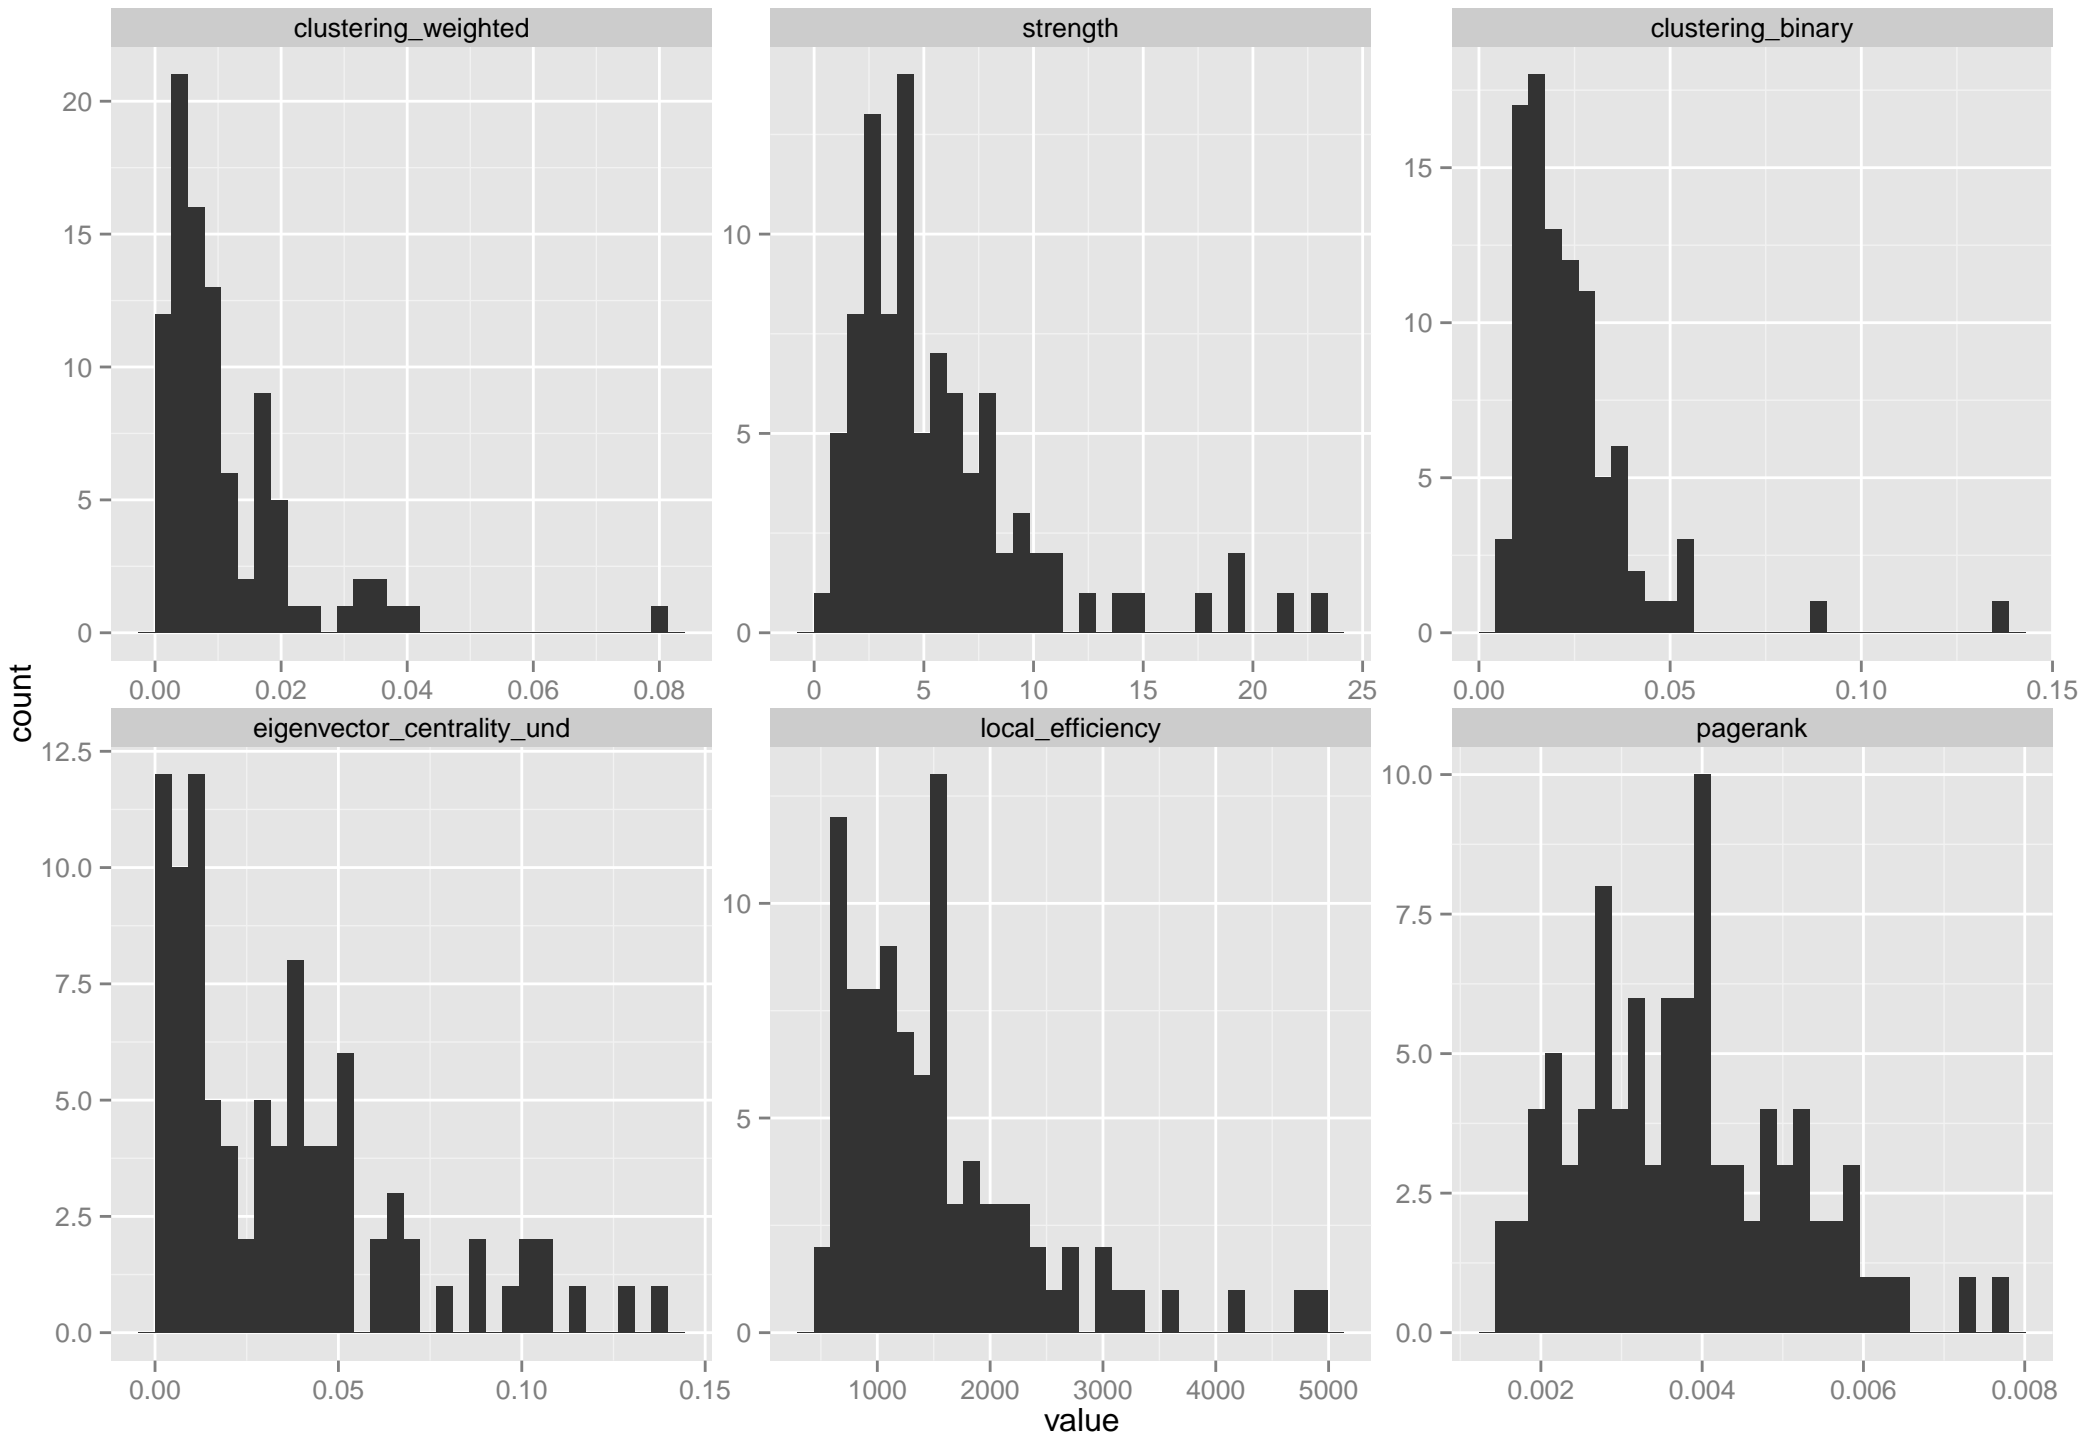 clustering_weighted
strength
clustering_binary
20
15
10
5
0
10
5
0
15
10
5
0
0.00 0.02 0.04 0.06 0.08
0 5 10 15 20 25
0.00 0.05 0.10 0.15
count
eigenvector_centrality_und
local_efficiency
pagerank
12.5
10.0
7.5
5.0
2.5
0.0
10
5
0
10.0
7.5
5.0
2.5
0.0
0.00 0.05 0.10 0.15
1000 2000 3000 4000 5000
0.002 0.004 0.006 0.008
value